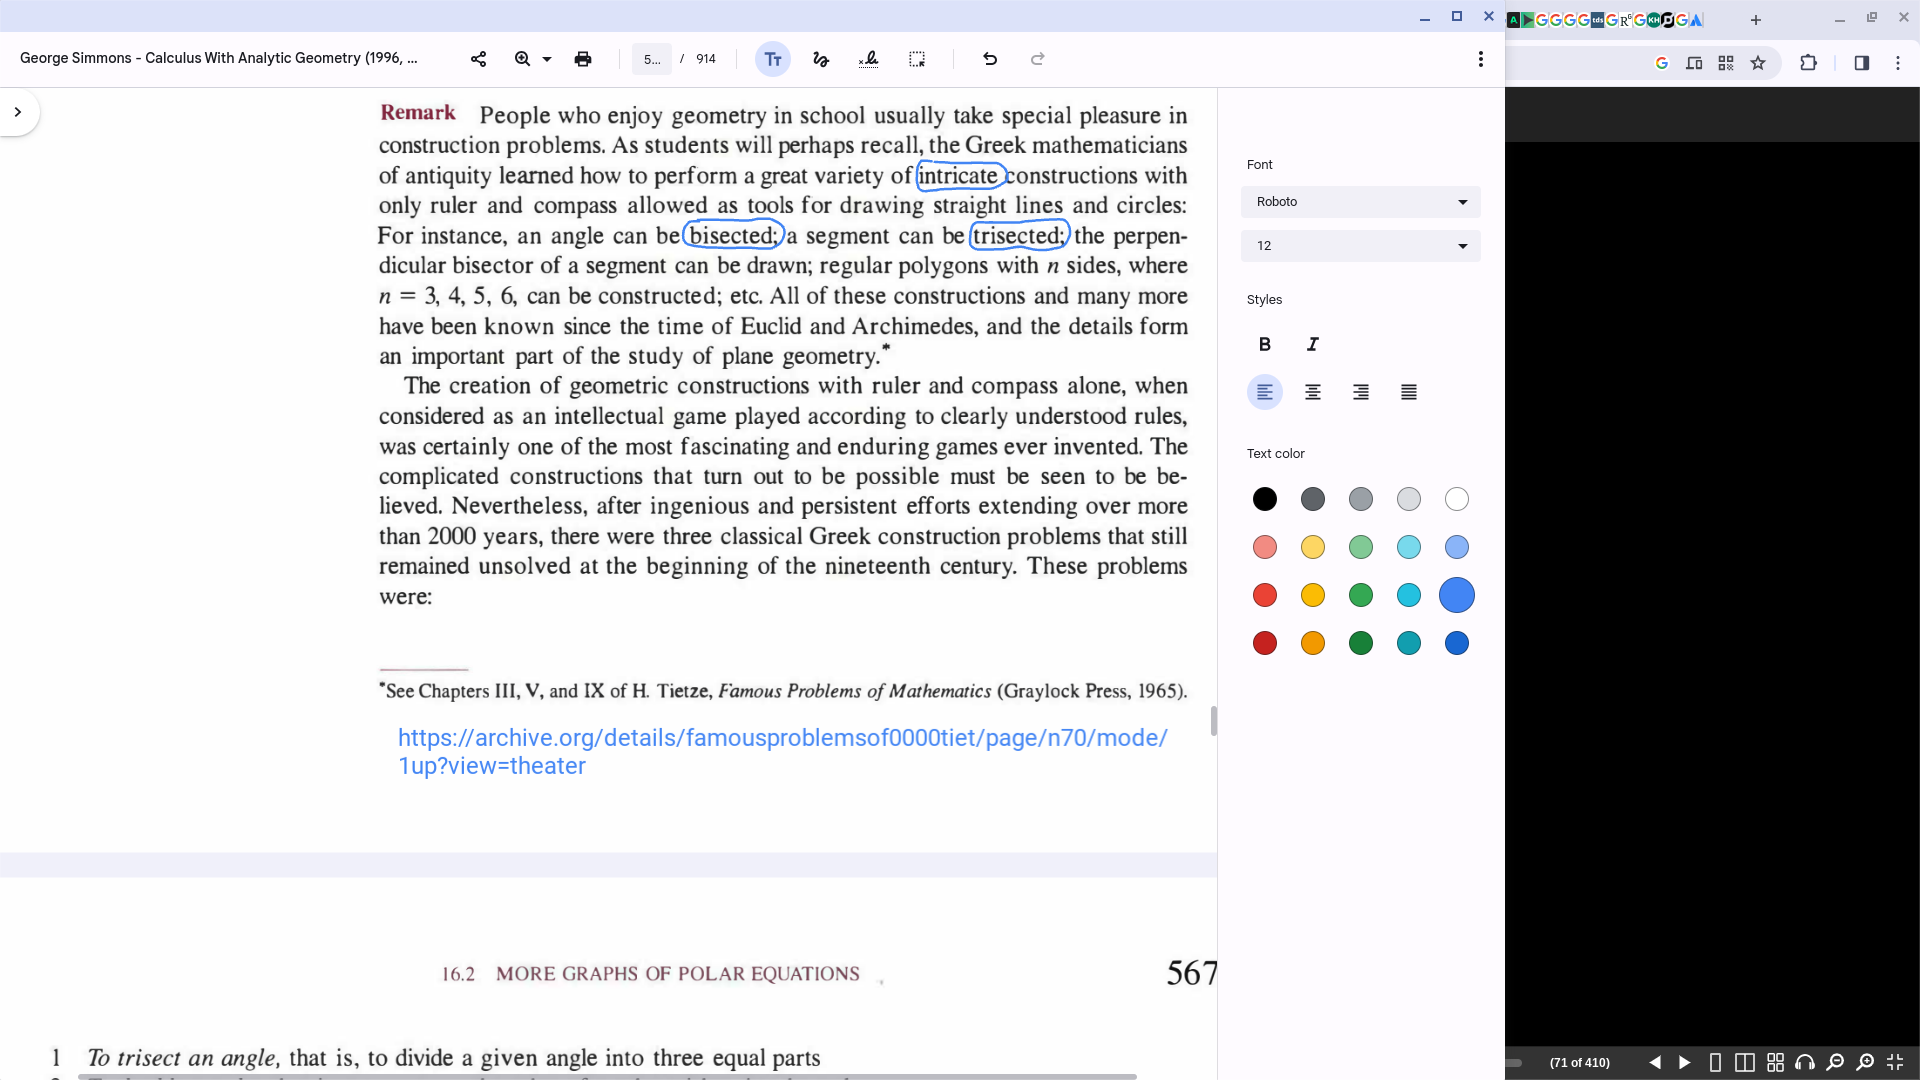 George Simmons - Calculus With Analytic Geometry (1996, ...
5... / 914
Remark People who enjoy geometry in school usually take special pleasure in
construction problems. As students will perhaps recall, the Greek mathematicians
of antiquity learned how to perform a great variety of intricate constructions with
only ruler and compass allowed as tools for drawing straight lines and circles:
For instance, an angle can be bisected; a segment can be trisected; the perpen-
dicular bisector of a segment can be drawn; regular polygons with n sides, where
n = 3, 4, 5, 6, can be constructed; etc. All of these constructions and many more
have been known since the time of Euclid and Archimedes, and the details form
an important part of the study of plane geometry.*
The creation of geometric constructions with ruler and compass alone, when
considered as an intellectual game played according to clearly understood rules,
was certainly one of the most fascinating and enduring games ever invented. The
complicated constructions that turn out to be possible must be seen to be be-
lieved. Nevertheless, after ingenious and persistent efforts extending over more
than 2000 years, there were three classical Greek construction problems that still
remained unsolved at the beginning of the nineteenth century. These problems
were:
*See Chapters III, V, and IX of H. Tietze, Famous Problems of Mathematics (Graylock Press, 1965).
https://archive.org/details/famousproblemsof0000tiet/page/n70/mode/
1up?view=theater
16.2 MORE GRAPHS OF POLAR EQUATIONS 567
1 To trisect an angle, that is, to divide a given angle into three equal parts
Font
Roboto
12
Styles
B I
Text color
(71 of 410)